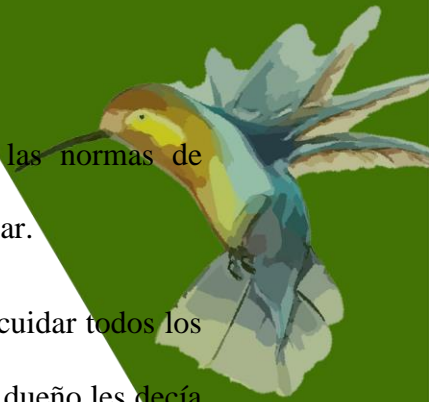 las normas de
ar.
cuidar todos los
dueño les decía